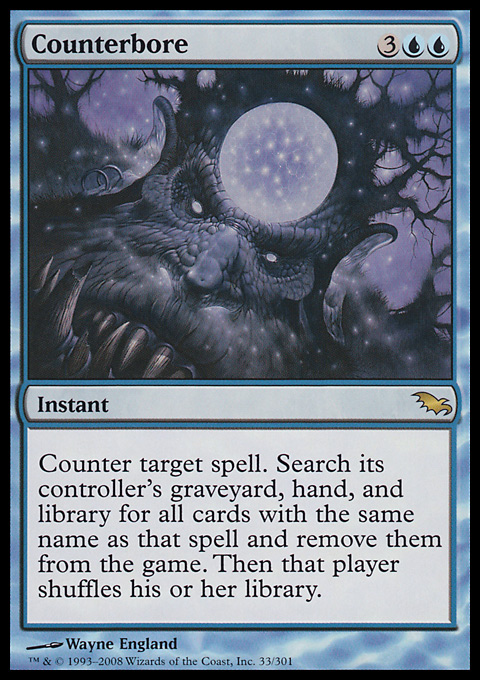 Counterbore 3
Instant
Counter target spell. Search its
controller's graveyard, hand, and
library for all cards with the same
name as that spell and remove them
from the game. Then that player
shuffles his or her library.
Wayne England
™ & © 1993–2008 Wizards of the Coast, Inc. 33/301